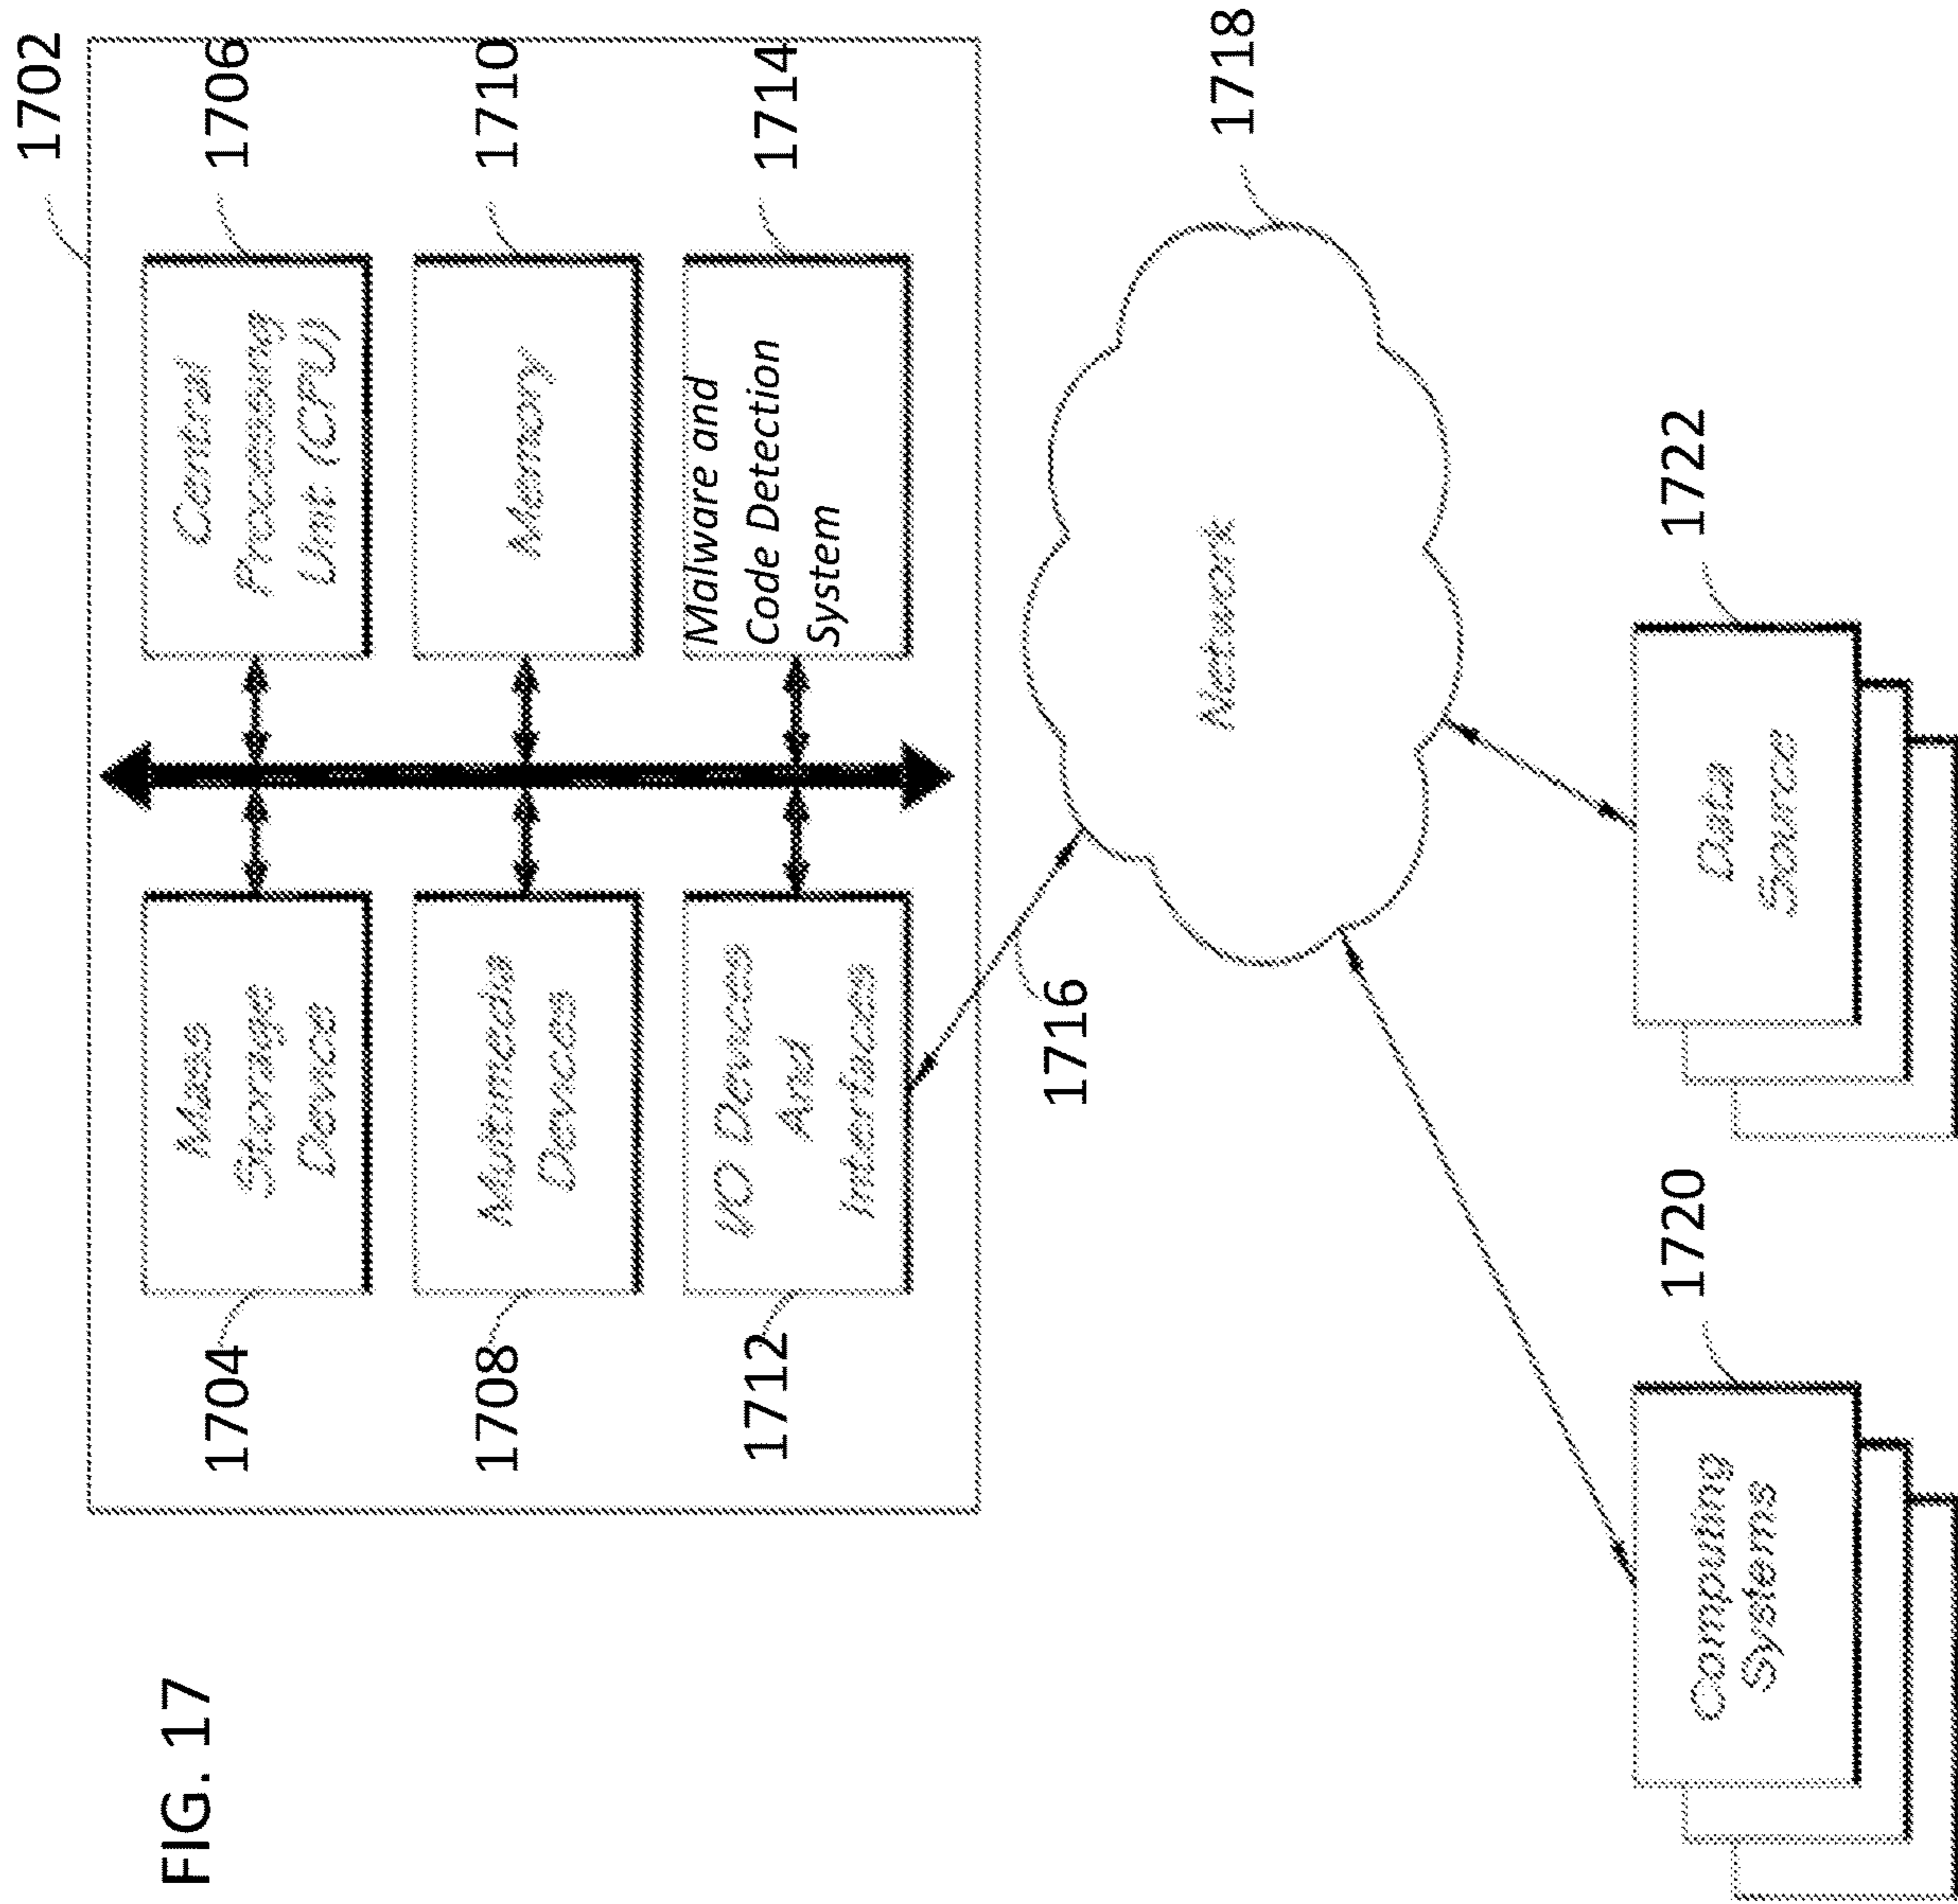 FIG. 17
1702
1704
Mass
Storage
Device
Central
Processing
Unit (CPU)
1706
1708
Multimedia
Devices
Memory
1710
1712
I/O Devices
And
Interfaces
Malware and
Code Detection
System
1714
1716
Network
1718
1720
Computing
Systems
1722
Data
Source